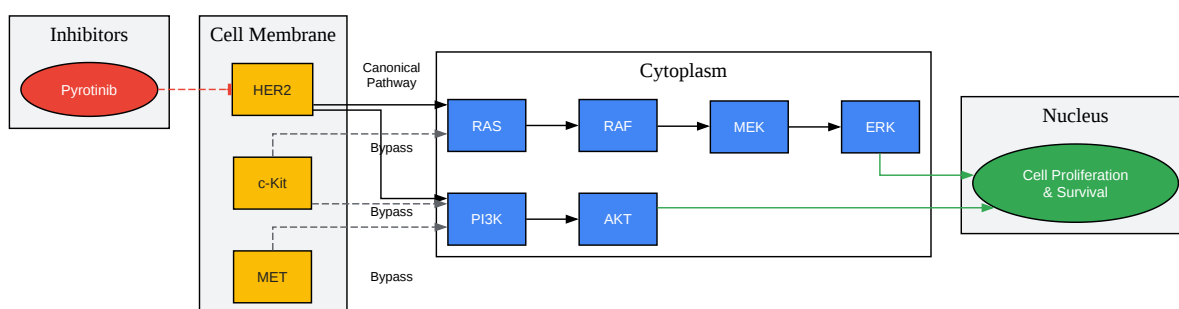 Inhibitors
Pyrotinib
Cell Membrane
HER2
c-Kit
MET
Canonical
Pathway
Bypass
Bypass
Bypass
Cytoplasm
RAS
RAF
MEK
ERK
PI3K
AKT
Nucleus
Cell Proliferation
& Survival